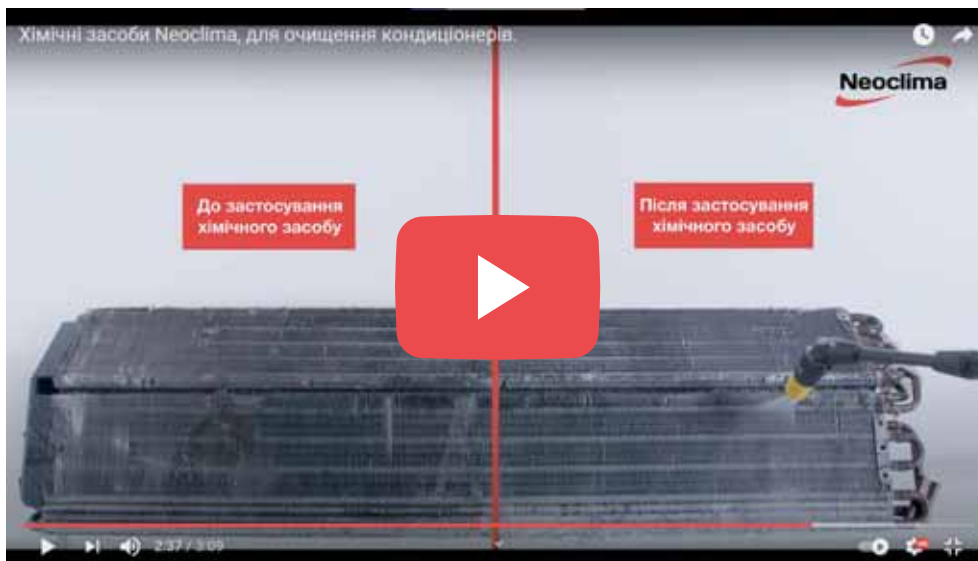 Хімічні засоби Neoclima, для очищення кондиціонерів.
Neoclima
До застосування
хімічного засобу
Після застосування
хімічного засобу
2:37 / 3:09